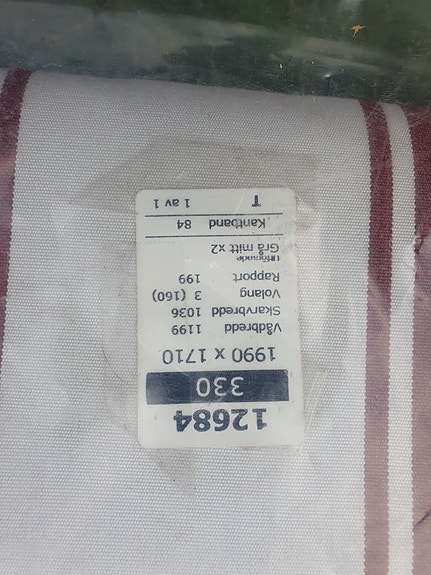 12684
330
1990 x 1710
Vådbredd 1199
Skarvbredd 1036
Volang 3 (160)
Rapport 199
Utförande
Grå mitt x2
Kantband 84
T 1 av 1